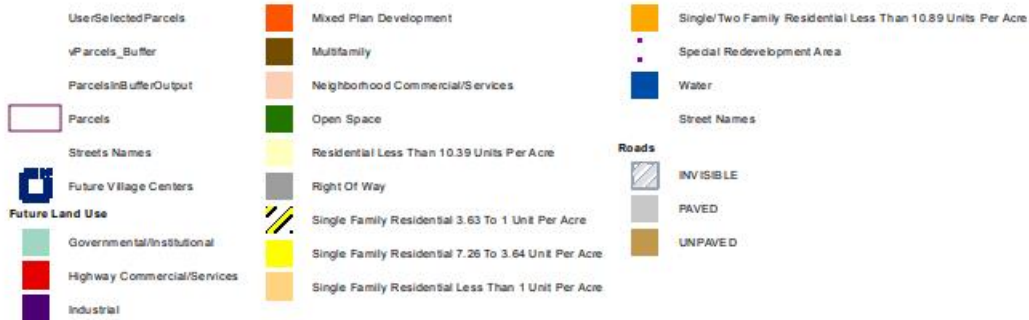 UserSelectedParcels
vParcels_Buffer
ParcelsInBufferOutput
Parcels
Streets Names
Future Village Centers
Future Land Use
Governmental/Institutional
Highway Commercial/Services
Industrial
Mixed Plan Development
Multifamily
Neighborhood Commercial/Services
Open Space
Residential Less Than 10.39 Units Per Acre
Right Of Way
Single Family Residential 3.63 To 1 Unit Per Acre
Single Family Residential 7.26 To 3.64 Unit Per Acre
Single Family Residential Less Than 1 Unit Per Acre
Single/Two Family Residential Less Than 10.89 Units Per Acre
Special Redevelopment Area
Water
Street Names
Roads
INVISIBLE
PAVED
UNPAVED